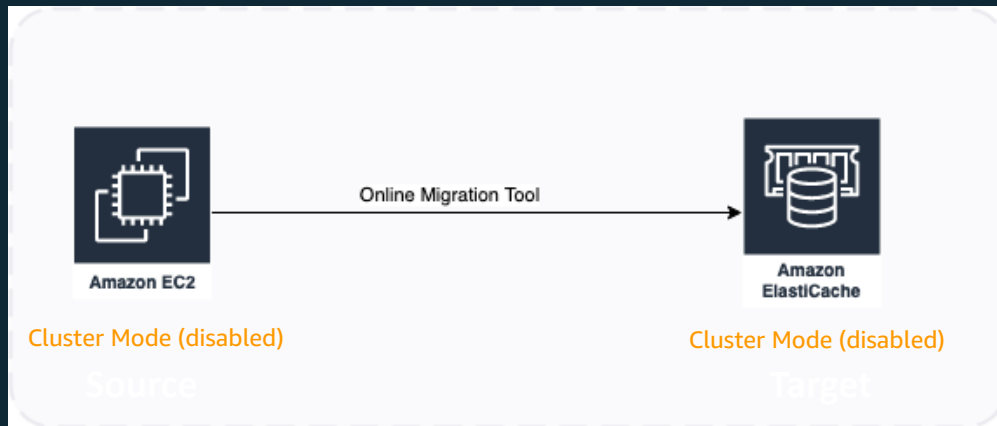 Online Migration Tool
Amazon EC2
Amazon
ElastiCache
Cluster Mode (disabled)
Cluster Mode (disabled)
Source
Target